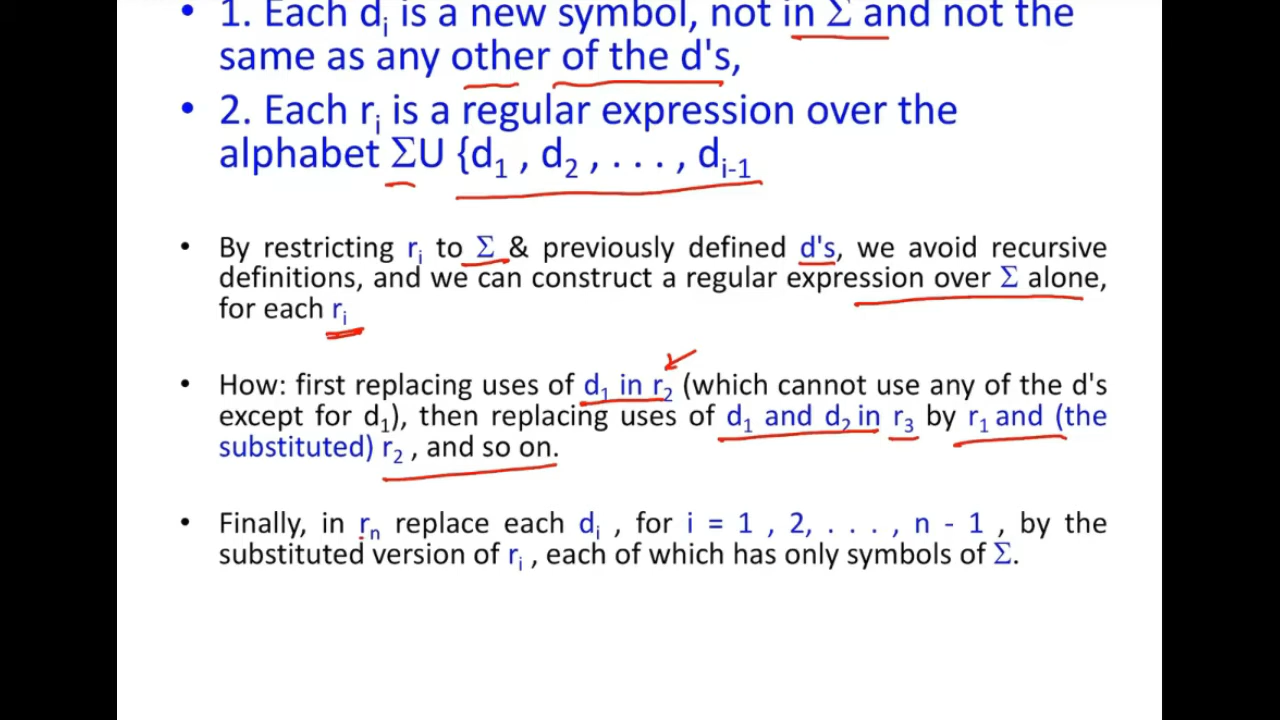 • 1. Each dᵢ is a new symbol, not in Σ and not the
same as any other of the d's,
• 2. Each rᵢ is a regular expression over the
alphabet ΣU {d₁ , d₂ , . . . , dᵢ₋₁
• By restricting rᵢ to Σ & previously defined d's, we avoid recursive
definitions, and we can construct a regular expression over Σ alone,
for each rᵢ
• How: first replacing uses of d₁ in r₂ (which cannot use any of the d's
except for d₁), then replacing uses of d₁ and d₂ in r₃ by r₁ and (the
substituted) r₂ , and so on.
• Finally, in rₙ replace each dᵢ , for i = 1 , 2, . . . , n - 1 , by the
substituted version of rᵢ , each of which has only symbols of Σ.